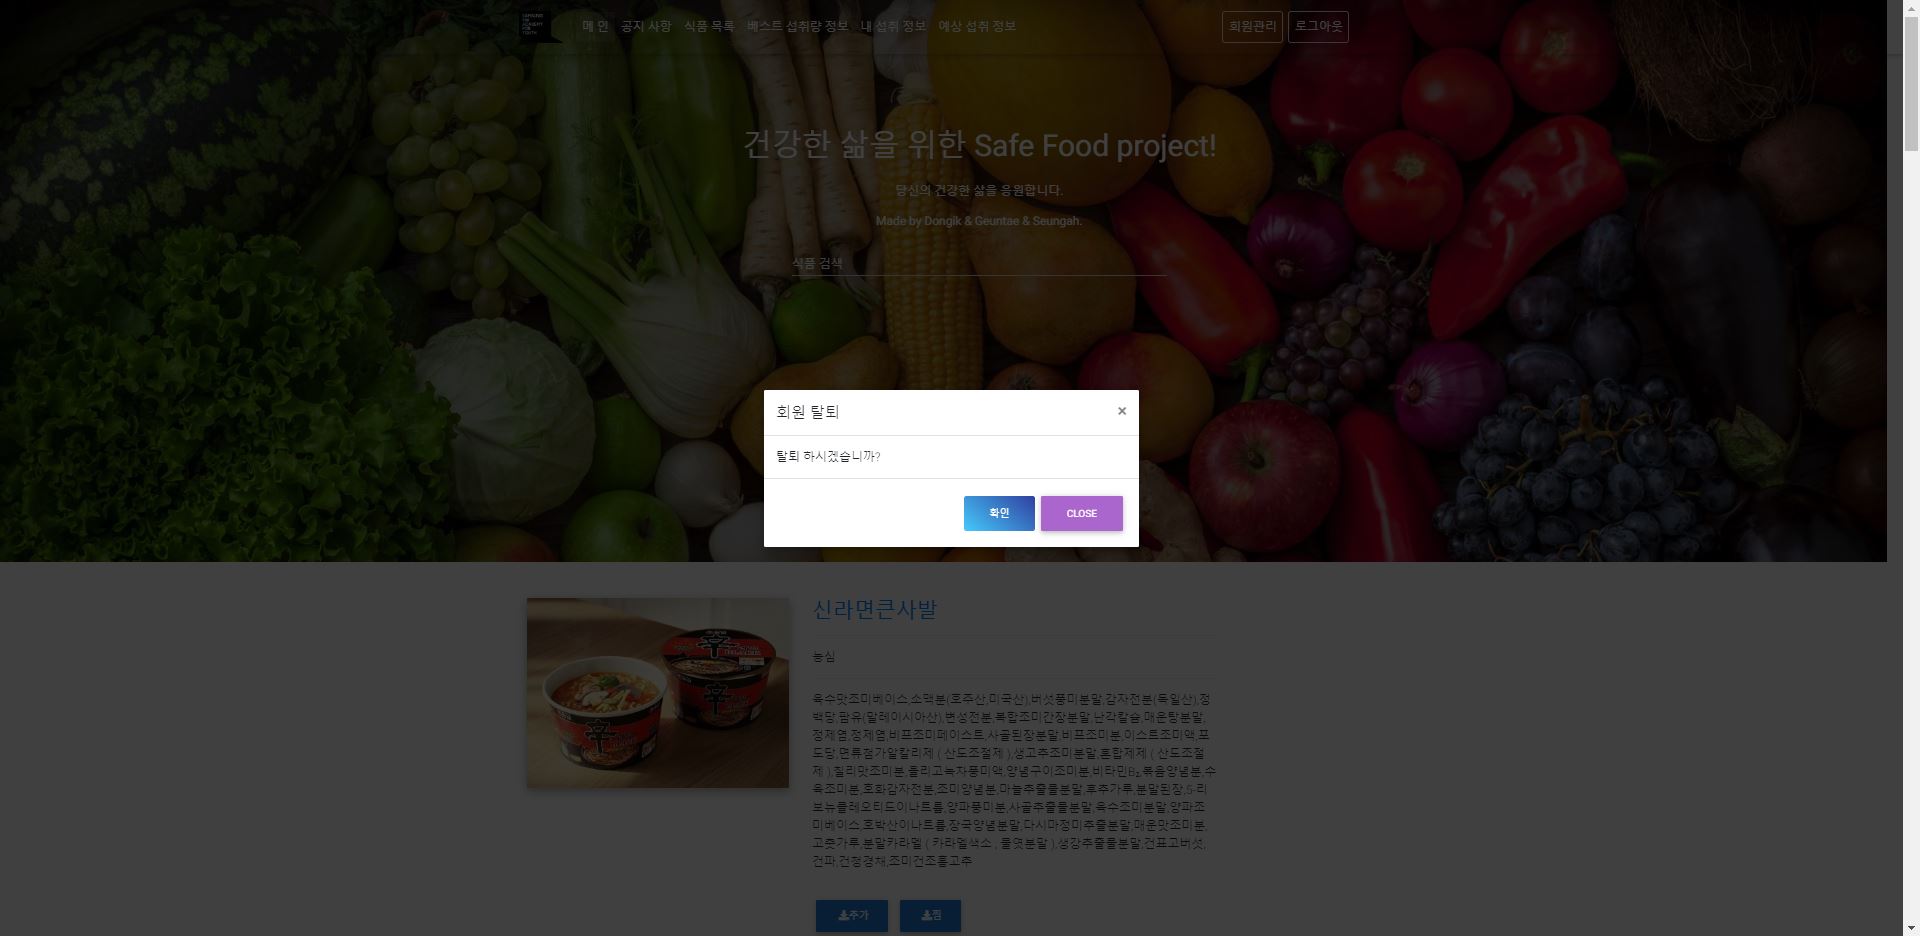 SAMSUNG
SW
ACADEMY
FOR
YOUTH
메 인 공지 사항 식품 목록 베스트 섭취량 정보 내 섭취 정보 예상 섭취 정보 회원관리 로그아웃
건강한 삶을 위한 Safe Food project!
당신의 건강한 삶을 응원합니다.
Made by Dongik & Geuntae & Seungah.
식품 검색
회원 탈퇴 ×
탈퇴 하시겠습니까?
확인 CLOSE
신라면큰사발
농심
육수맛조미베이스,소맥분(호주산,미국산),버섯풍미분말,감자전분(독일산),정
백당,팜유(말레이시아산),변성전분,복합조미간장분말,난각칼슘,매운탕분말,
정제염,정제염,비프조미페이스트,사골된장분말,비프조미분,이스트조미액,포
도당,면류첨가알칼리제 ( 산도조절제 ),생고추조미분말,혼합제제 ( 산도조절
제 ),칠리맛조미분,올리고녹차풍미액,양념구이조미분,비타민B₂,볶음양념분,수
육조미분,호화감자전분,조미양념분,마늘추출물분말,후추가루,분말된장,5-리
보뉴클레오티드이나트륨,양파풍미분,사골추출물분말,육수조미분말,양파조
미베이스,호박산이나트륨,장국양념분말,다시마정미추출분말,매운맛조미분,
고춧가루,분말카라멜 ( 카라멜색소 , 물엿분말 ),생강추출물분말,건표고버섯,
건파,건청경채,조미건조홍고추
추가 찜
辛
辛
辛